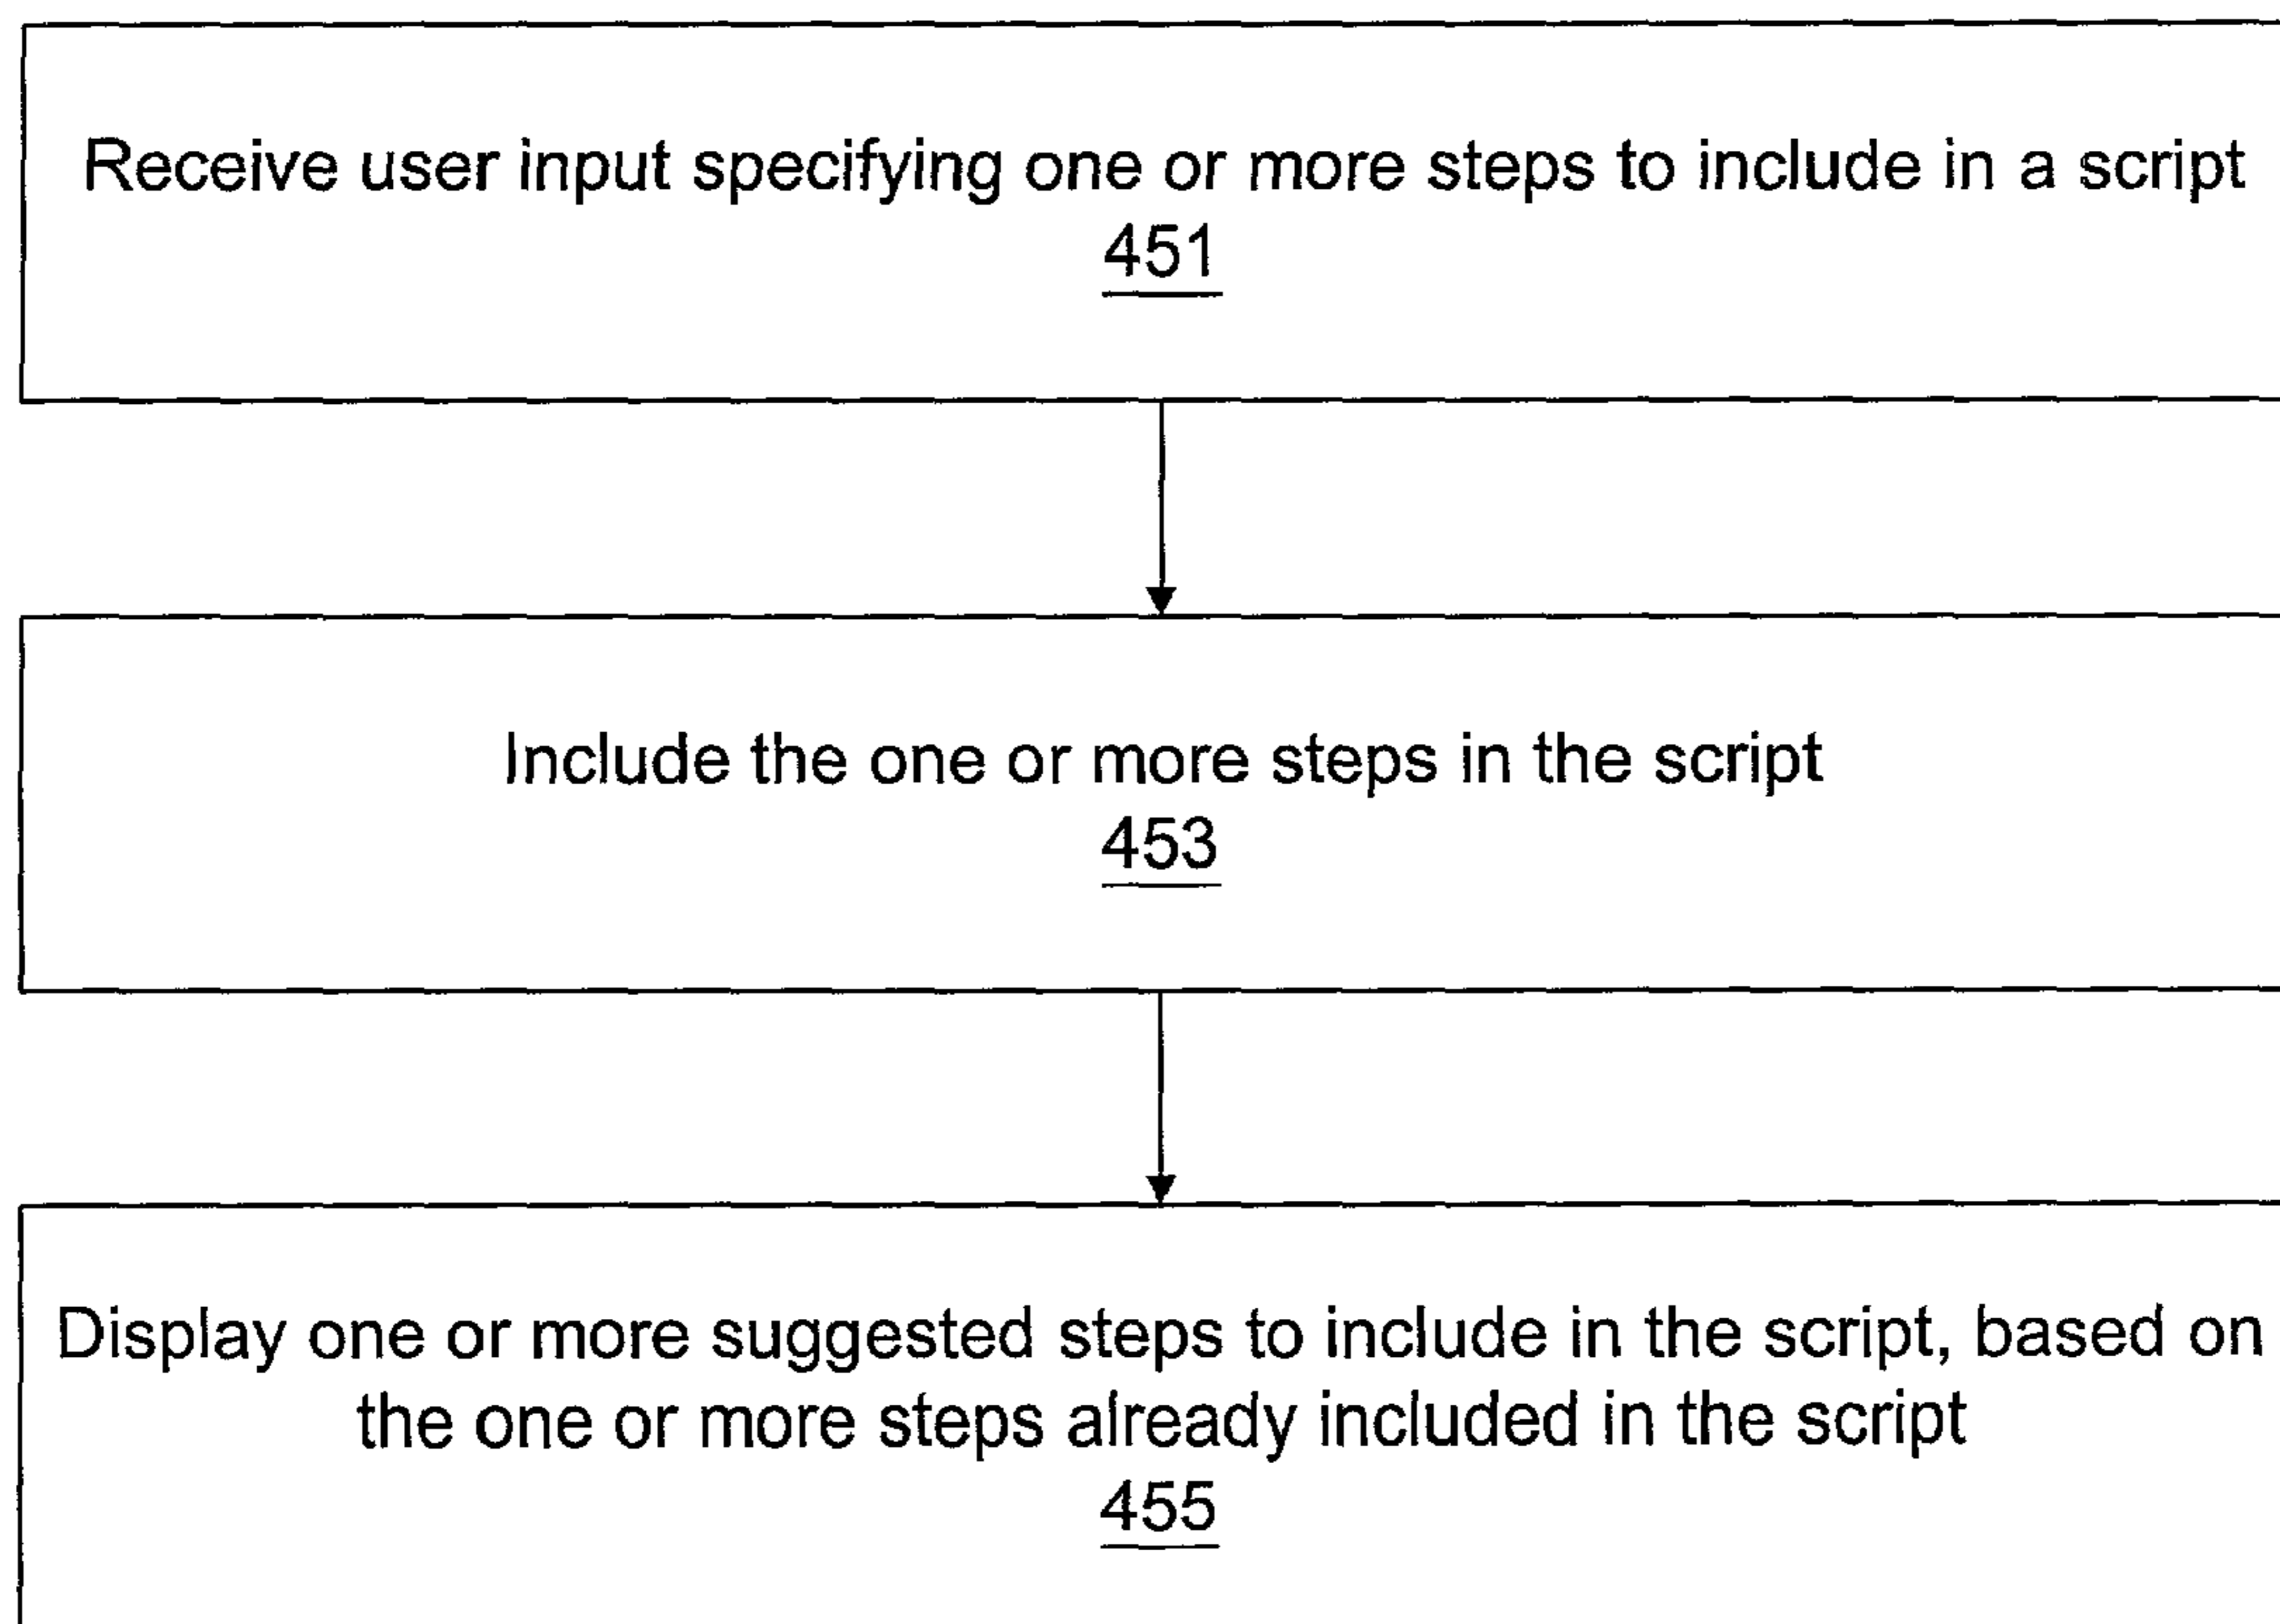 Receive user input specifying one or more steps to include in a script
451
Include the one or more steps in the script
453
Display one or more suggested steps to include in the script, based on
the one or more steps already included in the script
455